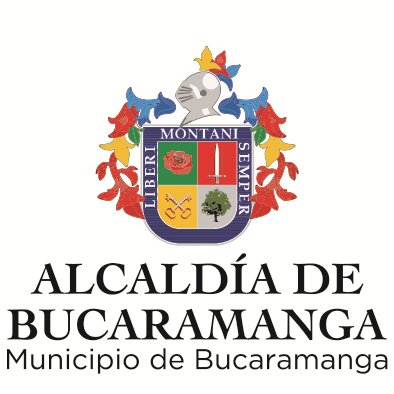 MONTANI
LIBERI
SEMPER
ALCALDÍA DE
BUCARAMANGA
Municipio de Bucaramanga